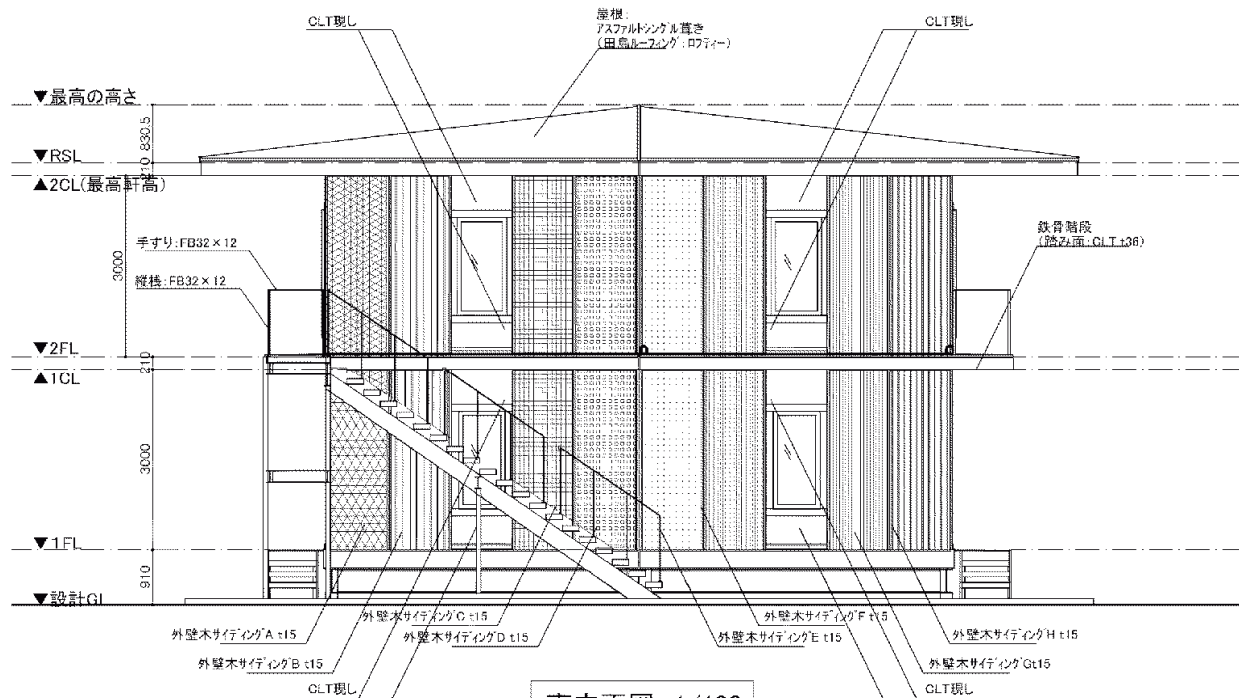 CLT現し
屋根:
アスファルトシングル葺き
(田島ルーフィング:ロフティー)
CLT現し
▼最高の高さ
830.5
▼RSL
210
▲2CL(最高軒高)
手すり:FB32×12
縦桟:FB32×12
3000
鉄骨階段
(踏み面:CLT t36)
▼2FL
210
▲1CL
3000
▼1FL
910
▼設計GL
外壁木サイディングA t15
外壁木サイディングB t15
外壁木サイディングC t15
外壁木サイディングD t15
外壁木サイディングE t15
外壁木サイディングF t15
外壁木サイディングGt15
外壁木サイディングH t15
CLT現し
CLT現し